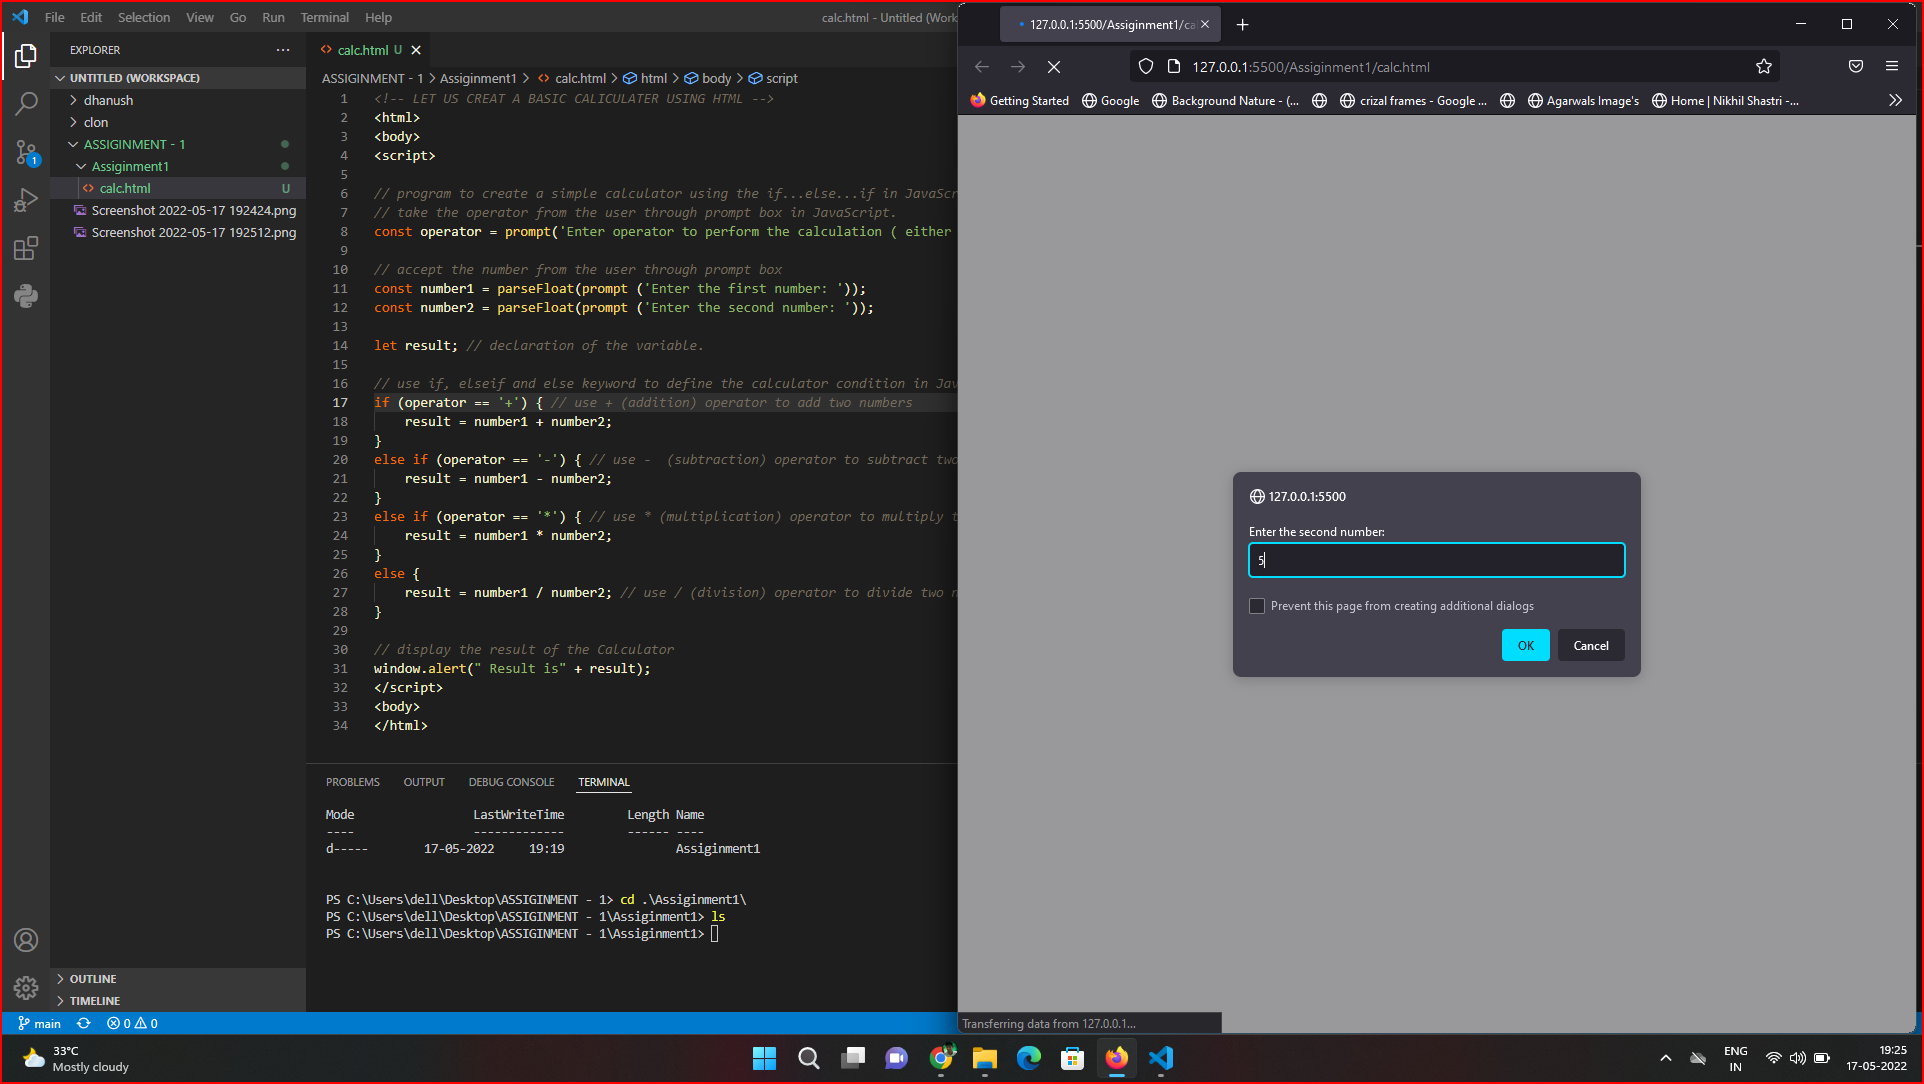 File Edit Selection View Go Run Terminal Help
calc.html - Untitled (Work
EXPLORER
UNTITLED (WORKSPACE)
dhanush
clon
ASSIGINMENT - 1
Assiginment1
calc.html U
Screenshot 2022-05-17 192424.png
Screenshot 2022-05-17 192512.png
OUTLINE
TIMELINE
1
calc.html U
ASSIGINMENT - 1 > Assiginment1 > calc.html > html > body > script
1 <!-- LET US CREAT A BASIC CALICULATER USING HTML -->
2 <html>
3 <body>
4 <script>
5
6 // program to create a simple calculator using the if...else...if in JavaScr
7 // take the operator from the user through prompt box in JavaScript.
8 const operator = prompt('Enter operator to perform the calculation ( either
9
10 // accept the number from the user through prompt box
11 const number1 = parseFloat(prompt ('Enter the first number: '));
12 const number2 = parseFloat(prompt ('Enter the second number: '));
13
14 let result; // declaration of the variable.
15
16 // use if, elseif and else keyword to define the calculator condition in Jav
17 if (operator == '+') { // use + (addition) operator to add two numbers
18 result = number1 + number2;
19 }
20 else if (operator == '-') { // use -  (subtraction) operator to subtract two
21 result = number1 - number2;
22 }
23 else if (operator == '*') { // use * (multiplication) operator to multiply t
24 result = number1 * number2;
25 }
26 else {
27 result = number1 / number2; // use / (division) operator to divide two n
28 }
29
30 // display the result of the Calculator
31 window.alert(" Result is" + result);
32 </script>
33 <body>
34 </html>
PROBLEMS OUTPUT DEBUG CONSOLE TERMINAL
Mode LastWriteTime Length Name
---- ------------- ------ ----
d----- 17-05-2022 19:19 Assiginment1
PS C:\Users\dell\Desktop\ASSIGINMENT - 1> cd .\Assiginment1\
PS C:\Users\dell\Desktop\ASSIGINMENT - 1\Assiginment1> ls
PS C:\Users\dell\Desktop\ASSIGINMENT - 1\Assiginment1>
main 0 0
127.0.0.1:5500/Assiginment1/ca
127.0.0.1:5500/Assiginment1/calc.html
Getting Started Google Background Nature - (... crizal frames - Google ... Agarwals Image's Home | Nikhil Shastri -...
127.0.0.1:5500
Enter the second number:
5
Prevent this page from creating additional dialogs
OK Cancel
Transferring data from 127.0.0.1...
33°C
Mostly cloudy
ENG
IN
19:25
17-05-2022